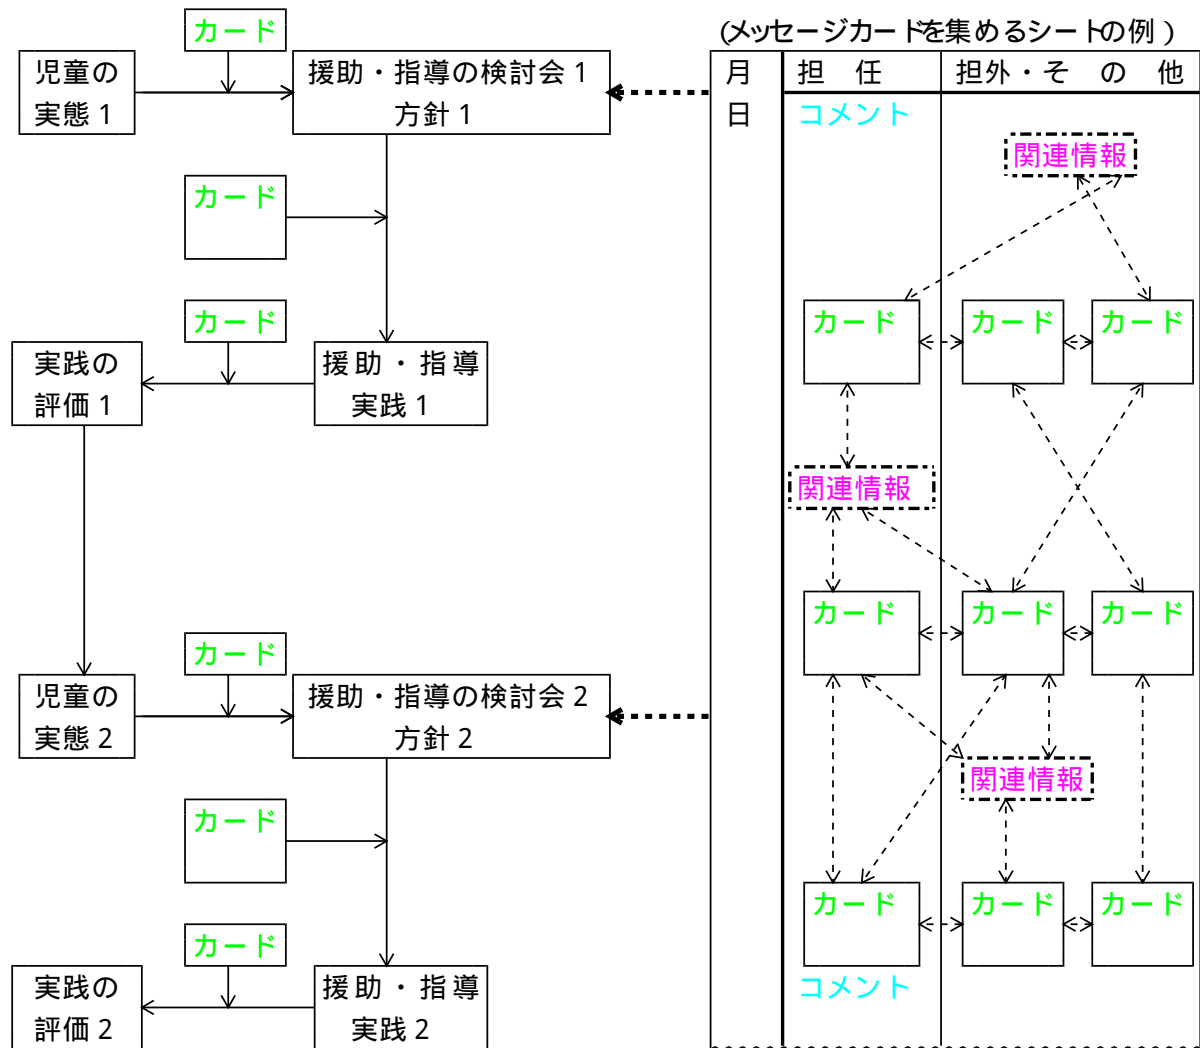 カード
児童の
実態1
援助・指導の検討会1
方針1
カード
カード
実践の
評価1
援助・指導
実践1
カード
児童の
実態2
援助・指導の検討会2
方針2
カード
カード
実践の
評価2
援助・指導
実践2
(メッセージカードを集めるシートの例)
月
日
担 任
担外・そ の 他
コメント
関連情報
カード
カード
カード
関連情報
カード
カード
カード
関連情報
カード
カード
カード
コメント